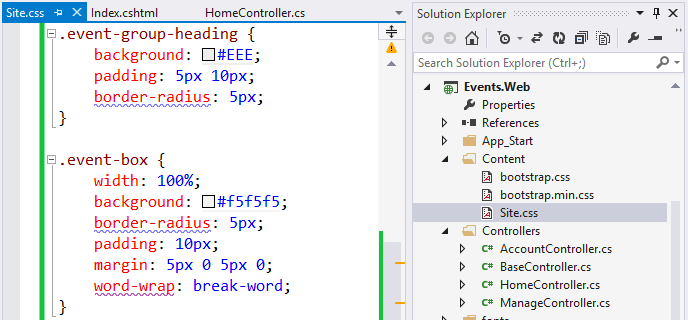 Site.css
Index.cshtml
HomeController.cs
.event-group-heading {
background: #EEE;
padding: 5px 10px;
border-radius: 5px;
}
.event-box {
width: 100%;
background: #f5f5f5;
border-radius: 5px;
padding: 10px;
margin: 5px 0 5px 0;
word-wrap: break-word;
}
Solution Explorer
Search Solution Explorer (Ctrl+;)
Events.Web
Properties
References
App_Start
Content
bootstrap.css
bootstrap.min.css
Site.css
Controllers
AccountController.cs
BaseController.cs
HomeController.cs
ManageController.cs